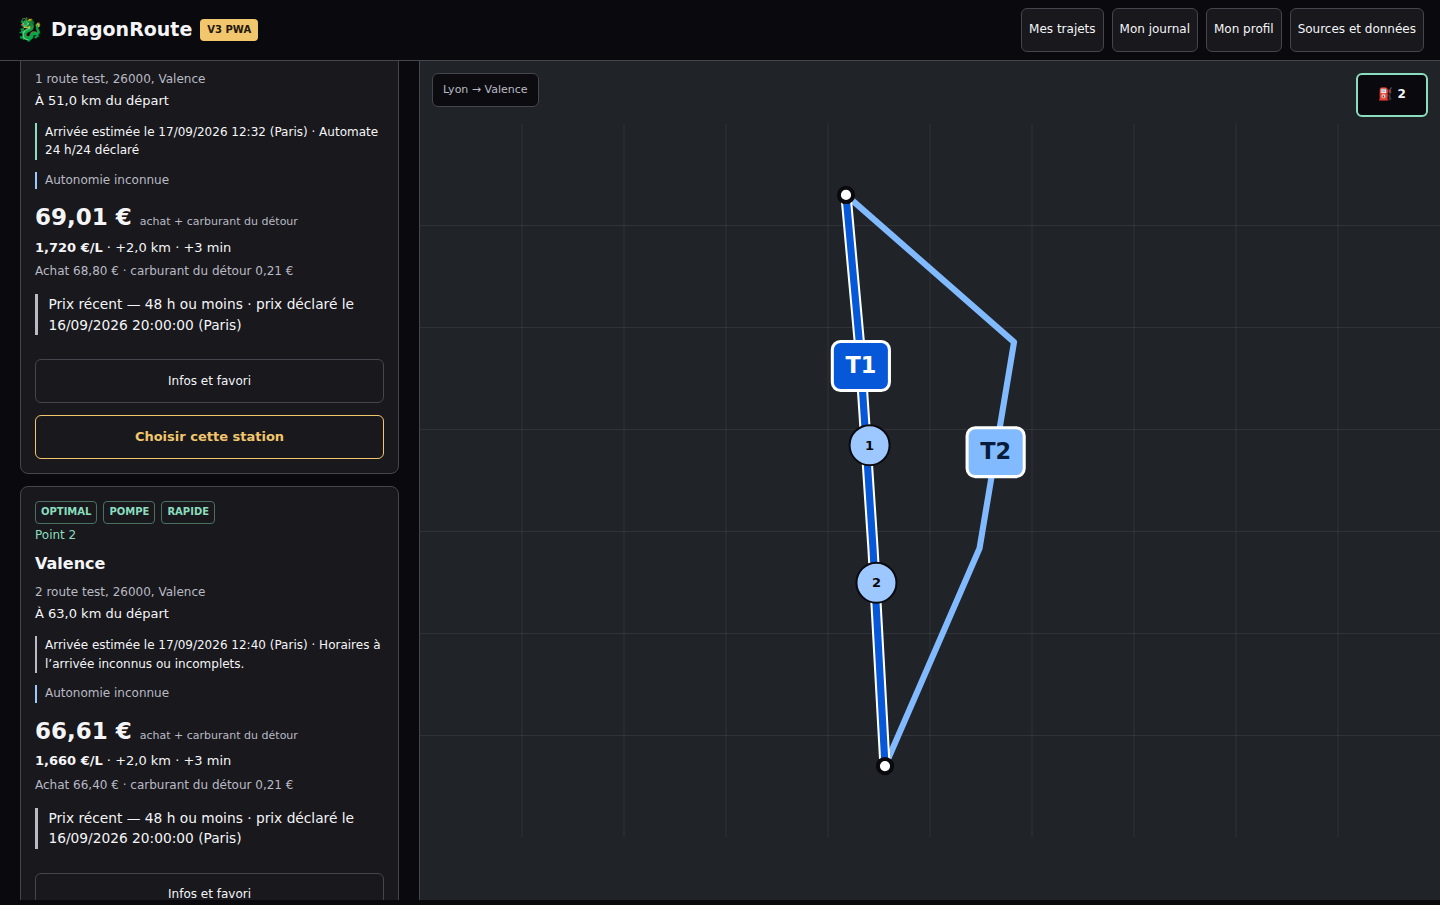 DragonRoute V3 PWA
Mes trajets
Mon journal
Mon profil
Sources et données
1 route test, 26000, Valence
À 51,0 km du départ
Arrivée estimée le 17/09/2026 12:32 (Paris) · Automate
24 h/24 déclaré
Autonomie inconnue
69,01 € achat + carburant du détour
1,720 €/L · +2,0 km · +3 min
Achat 68,80 € · carburant du détour 0,21 €
Prix récent — 48 h ou moins · prix déclaré le
16/09/2026 20:00:00 (Paris)
Infos et favori
Choisir cette station
OPTIMAL POMPE RAPIDE
Point 2
Valence
2 route test, 26000, Valence
À 63,0 km du départ
Arrivée estimée le 17/09/2026 12:40 (Paris) · Horaires à
l’arrivée inconnus ou incomplets.
Autonomie inconnue
66,61 € achat + carburant du détour
1,660 €/L · +2,0 km · +3 min
Achat 66,40 € · carburant du détour 0,21 €
Prix récent — 48 h ou moins · prix déclaré le
16/09/2026 20:00:00 (Paris)
Infos et favori
Lyon → Valence
⛽ 2
T1
1
T2
2